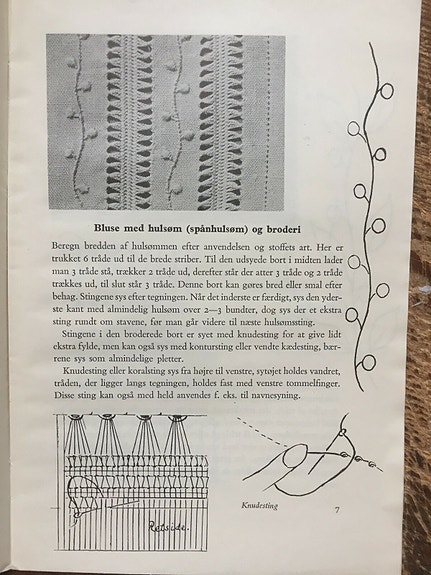 Bluse med hulsøm (spånhulsøm) og broderi
Beregn bredden af hulsømmen efter anvendelsen og stoffets art. Her er
trukket 6 tråde ud til de brede striber. Til den udsyede bort i midten lader
man 3 tråde stå, trækker 2 tråde ud, derefter står der atter 3 tråde og 2 tråde
trækkes ud, til slut står 3 tråde. Denne bort kan gøres bred eller smal efter
behag. Stingene sys efter tegningen. Når det inderste er færdigt, sys den yder-
ste kant med almindelig hulsøm over 2—3 bundter, dog sys der et ekstra
sting rundt om stavene, før man går videre til næste hulsømssting.
Stingene i den broderede bort er syet med knudesting for at give lidt
ekstra fylde, men kan også sys med kontursting eller vendte kædesting, bær-
rene sys som almindelige pletter.
Knudesting eller koralsting sys fra højre til venstre, sytøjet holdes vandret,
tråden, der ligger langs tegningen, holdes fast med venstre tommelfinger.
Disse sting kan også med held anvendes f. eks. til navnesyning.
Retside.
Knudesting
7